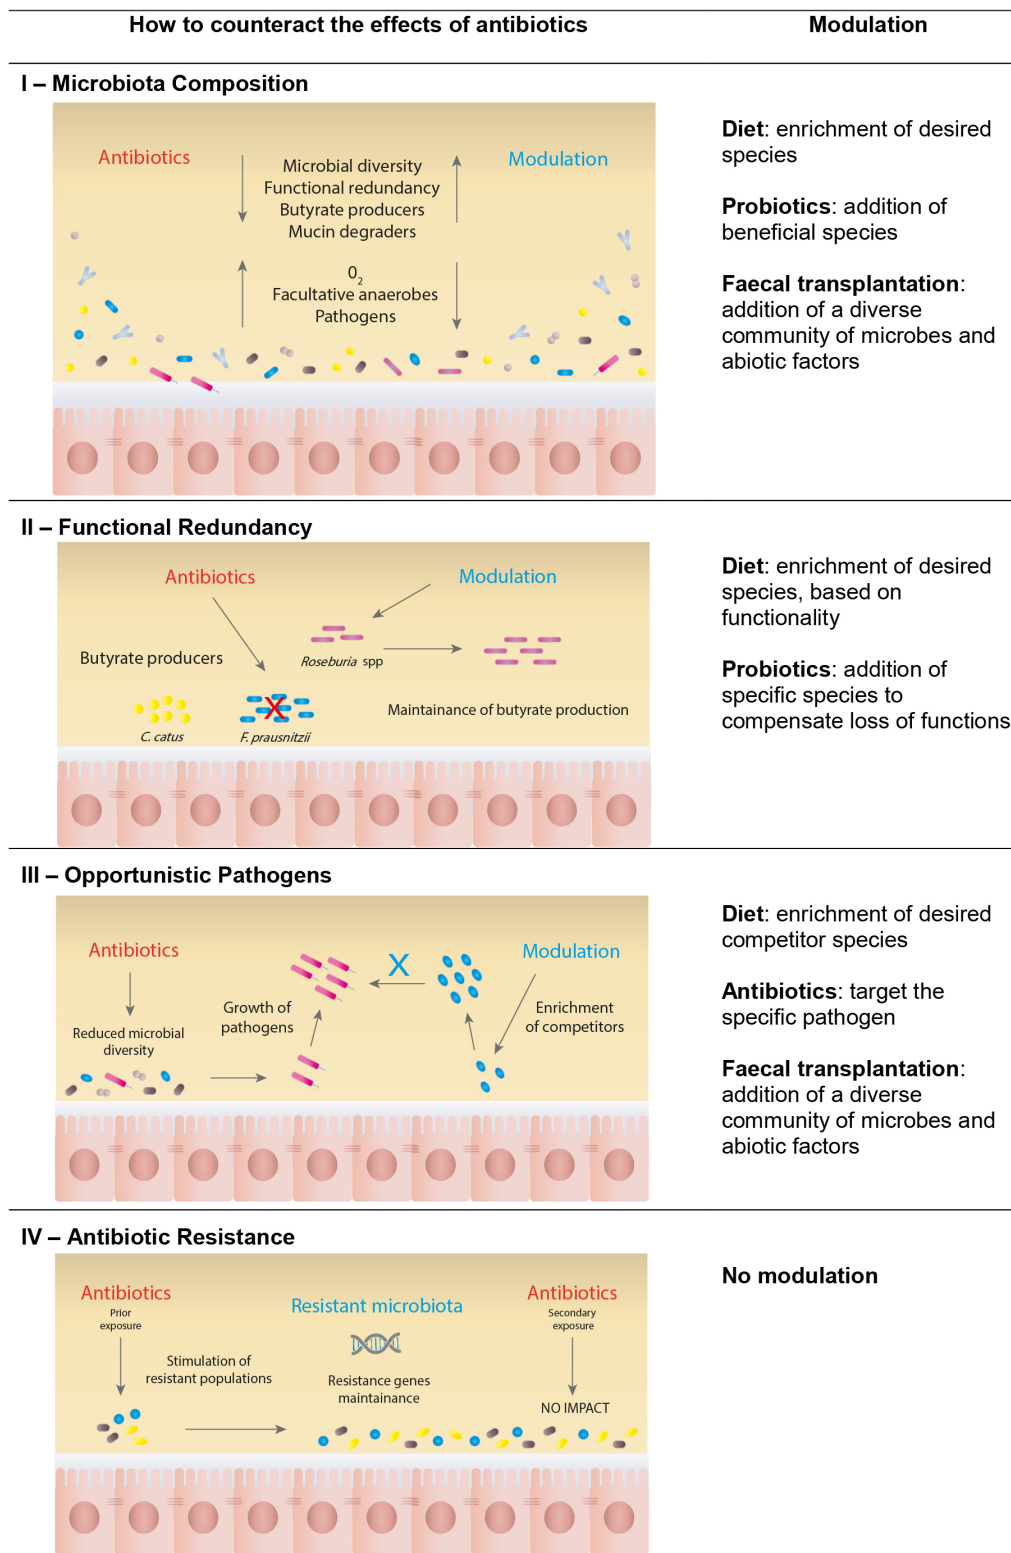 How to counteract the effects of antibiotics
Modulation
I – Microbiota Composition
Antibiotics
Microbial diversity
Functional redundancy
Butyrate producers
Mucin degraders
Modulation
02
Facultative anaerobes
Pathogens
Diet: enrichment of desired
species
Probiotics: addition of
beneficial species
Faecal transplantation:
addition of a diverse
community of microbes and
abiotic factors
II – Functional Redundancy
Antibiotics
Modulation
Butyrate producers
Roseburia spp
C. catus
F. prausnitzii
Maintainance of butyrate production
X
Diet: enrichment of desired
species, based on
functionality
Probiotics: addition of
specific species to
compensate loss of functions
III – Opportunistic Pathogens
Antibiotics
Reduced microbial
diversity
Growth of
pathogens
X
Modulation
Enrichment
of competitors
Diet: enrichment of desired
competitor species
Antibiotics: target the
specific pathogen
Faecal transplantation:
addition of a diverse
community of microbes and
abiotic factors
IV – Antibiotic Resistance
Antibiotics
Prior
exposure
Stimulation of
resistant populations
Resistant microbiota
Resistance genes
maintainance
Antibiotics
Secondary
exposure
NO IMPACT
No modulation